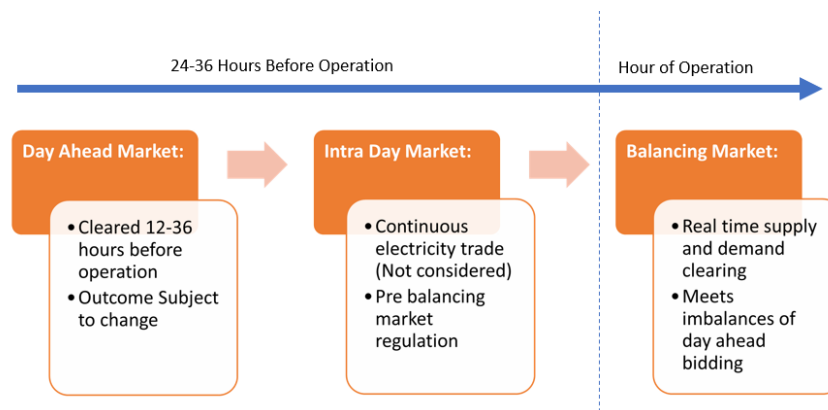 24-36 Hours Before Operation
Hour of Operation
Day Ahead Market:
• Cleared 12-36
hours before
operation
• Outcome Subject
to change
Intra Day Market:
• Continuous
electricity trade
(Not considered)
• Pre balancing
market
regulation
Balancing Market:
• Real time supply
and demand
clearing
• Meets
imbalances of
day ahead
bidding